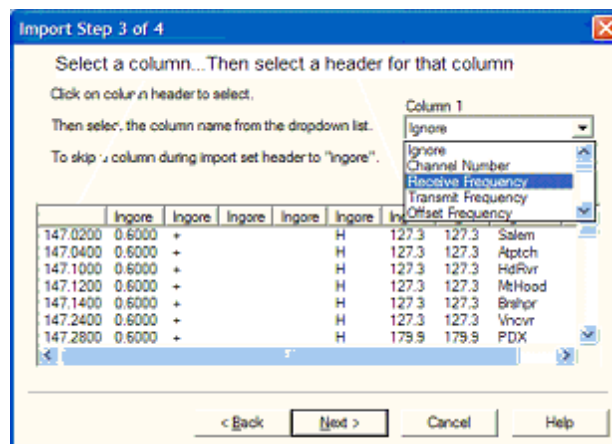 Import Step 3 of 4
Select a column...Then select a header for that column
Click on column header to select.
Column 1
Then select, the column name from the dropdown list.
Ignore
To skip a column during import set header to "ingore".
Ignore
Channel Number
Receive Frequency
Transmit Frequency
Offset Frequency
Ingore Ingore Ingore Ingore Ingore
147.0200 0.6000 + H 127.3 127.3 Salem
147.0400 0.6000 + H 127.3 127.3 Atptch
147.1000 0.6000 + H 127.3 127.3 HdRvr
147.1200 0.6000 + H 127.3 127.3 MtHood
147.1400 0.6000 + H 127.3 127.3 Brshpr
147.2400 0.6000 + H 127.3 127.3 Vncvr
147.2800 0.6000 + H 179.9 179.9 PDX
< Back Next > Cancel Help